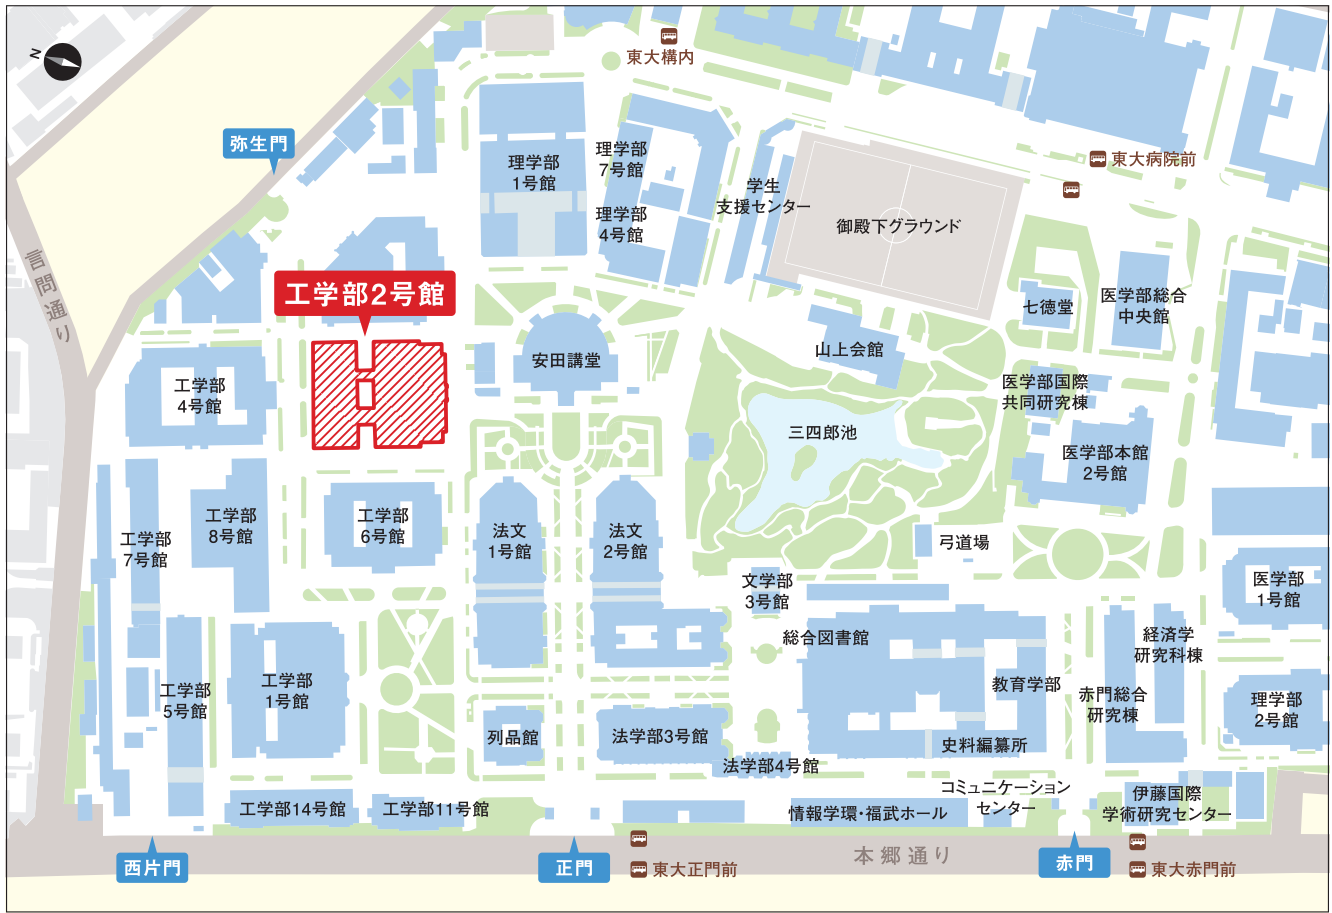 N
東大構内
弥生門
理学部
1号館
理学部
7号館
理学部
4号館
学生
支援センター
御殿下グラウンド
東大病院前
言問通り
工学部2号館
安田講堂
山上会館
七徳堂
医学部総合
中央館
工学部
4号館
医学部国際
共同研究棟
三四郎池
医学部本館
2号館
工学部
7号館
工学部
8号館
工学部
6号館
法文
1号館
法文
2号館
弓道場
文学部
3号館
医学部
1号館
総合図書館
経済学
研究科棟
工学部
5号館
工学部
1号館
教育学部
赤門総合
研究棟
理学部
2号館
列品館
法学部3号館
史料編纂所
法学部4号館
コミュニケーション
センター
工学部14号館
工学部11号館
情報学環・福武ホール
伊藤国際
学術研究センター
西片門
正門
東大正門前
本郷通り
赤門
東大赤門前